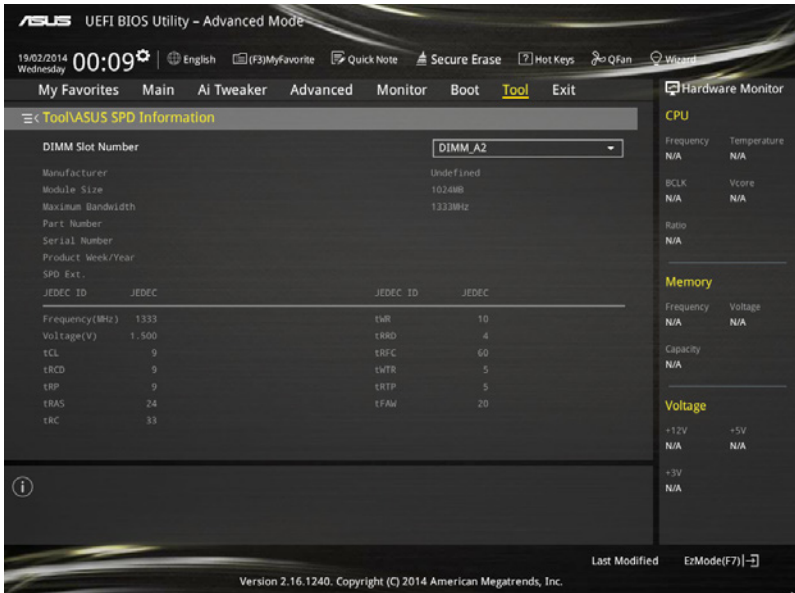 ASUS UEFI BIOS Utility – Advanced Mode
19/02/2014 Wednesday 00:09 English (F3)MyFavorite Quick Note Secure Erase ? Hot Keys QFan Wizard
My Favorites Main Ai Tweaker Advanced Monitor Boot Tool Exit
Tool\ASUS SPD Information
DIMM Slot Number DIMM_A2
Manufacturer Undefined
Module Size 1024MB
Maximum Bandwidth 1333MHz
Part Number
Serial Number
Product Week/Year
SPD Ext.
JEDEC ID JEDEC JEDEC ID JEDEC
Frequency(MHz) 1333 tWR 10
Voltage(V) 1.500 tRRD 4
tCL 9 tRFC 60
tRCD 9 tWTR 5
tRP 9 tRTP 5
tRAS 24 tFAW 20
tRC 33
Hardware Monitor
CPU
Frequency Temperature
N/A N/A
BCLK Vcore
N/A N/A
Ratio
N/A
Memory
Frequency Voltage
N/A N/A
Capacity
N/A
Voltage
+12V +5V
N/A N/A
+3V
N/A
Last Modified EzMode(F7)
Version 2.16.1240. Copyright (C) 2014 American Megatrends, Inc.